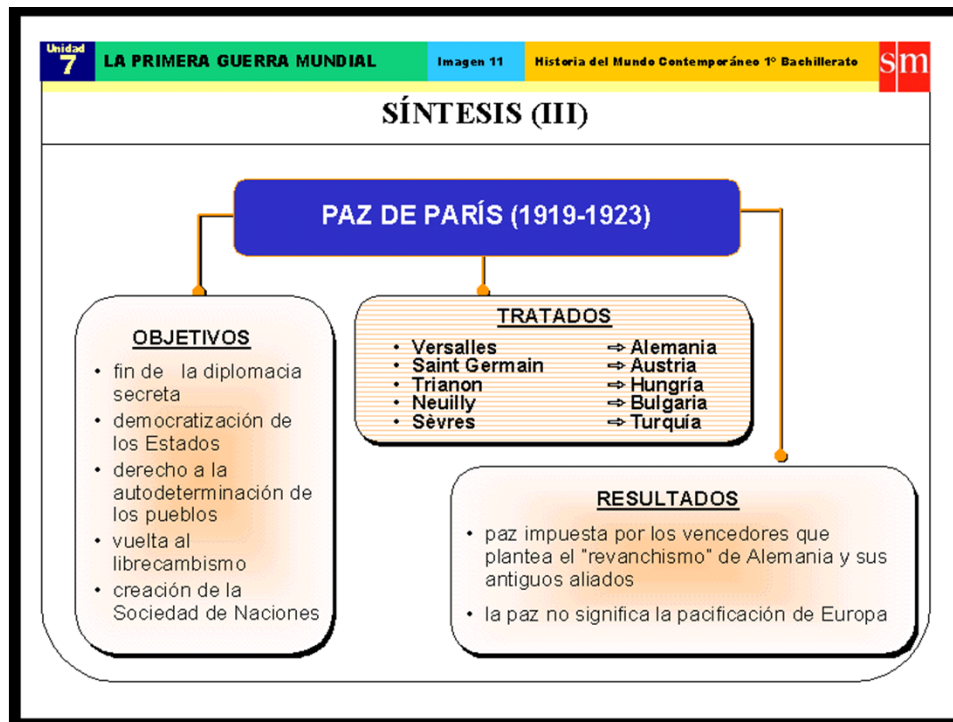 Unidad
7
LA PRIMERA GUERRA MUNDIAL
Imagen 11
Historia del Mundo Contemporáneo 1º Bachillerato
sm
SÍNTESIS (III)
PAZ DE PARÍS (1919-1923)
OBJETIVOS
• fin de la diplomacia
secreta
• democratización de
los Estados
• derecho a la
autodeterminación de
los pueblos
• vuelta al
librecambismo
• creación de la
Sociedad de Naciones
TRATADOS
• Versalles ⇨ Alemania
• Saint Germain ⇨ Austria
• Trianon ⇨ Hungría
• Neuilly ⇨ Bulgaria
• Sèvres ⇨ Turquía
RESULTADOS
• paz impuesta por los vencedores que
plantea el "revanchismo" de Alemania y sus
antiguos aliados
• la paz no significa la pacificación de Europa